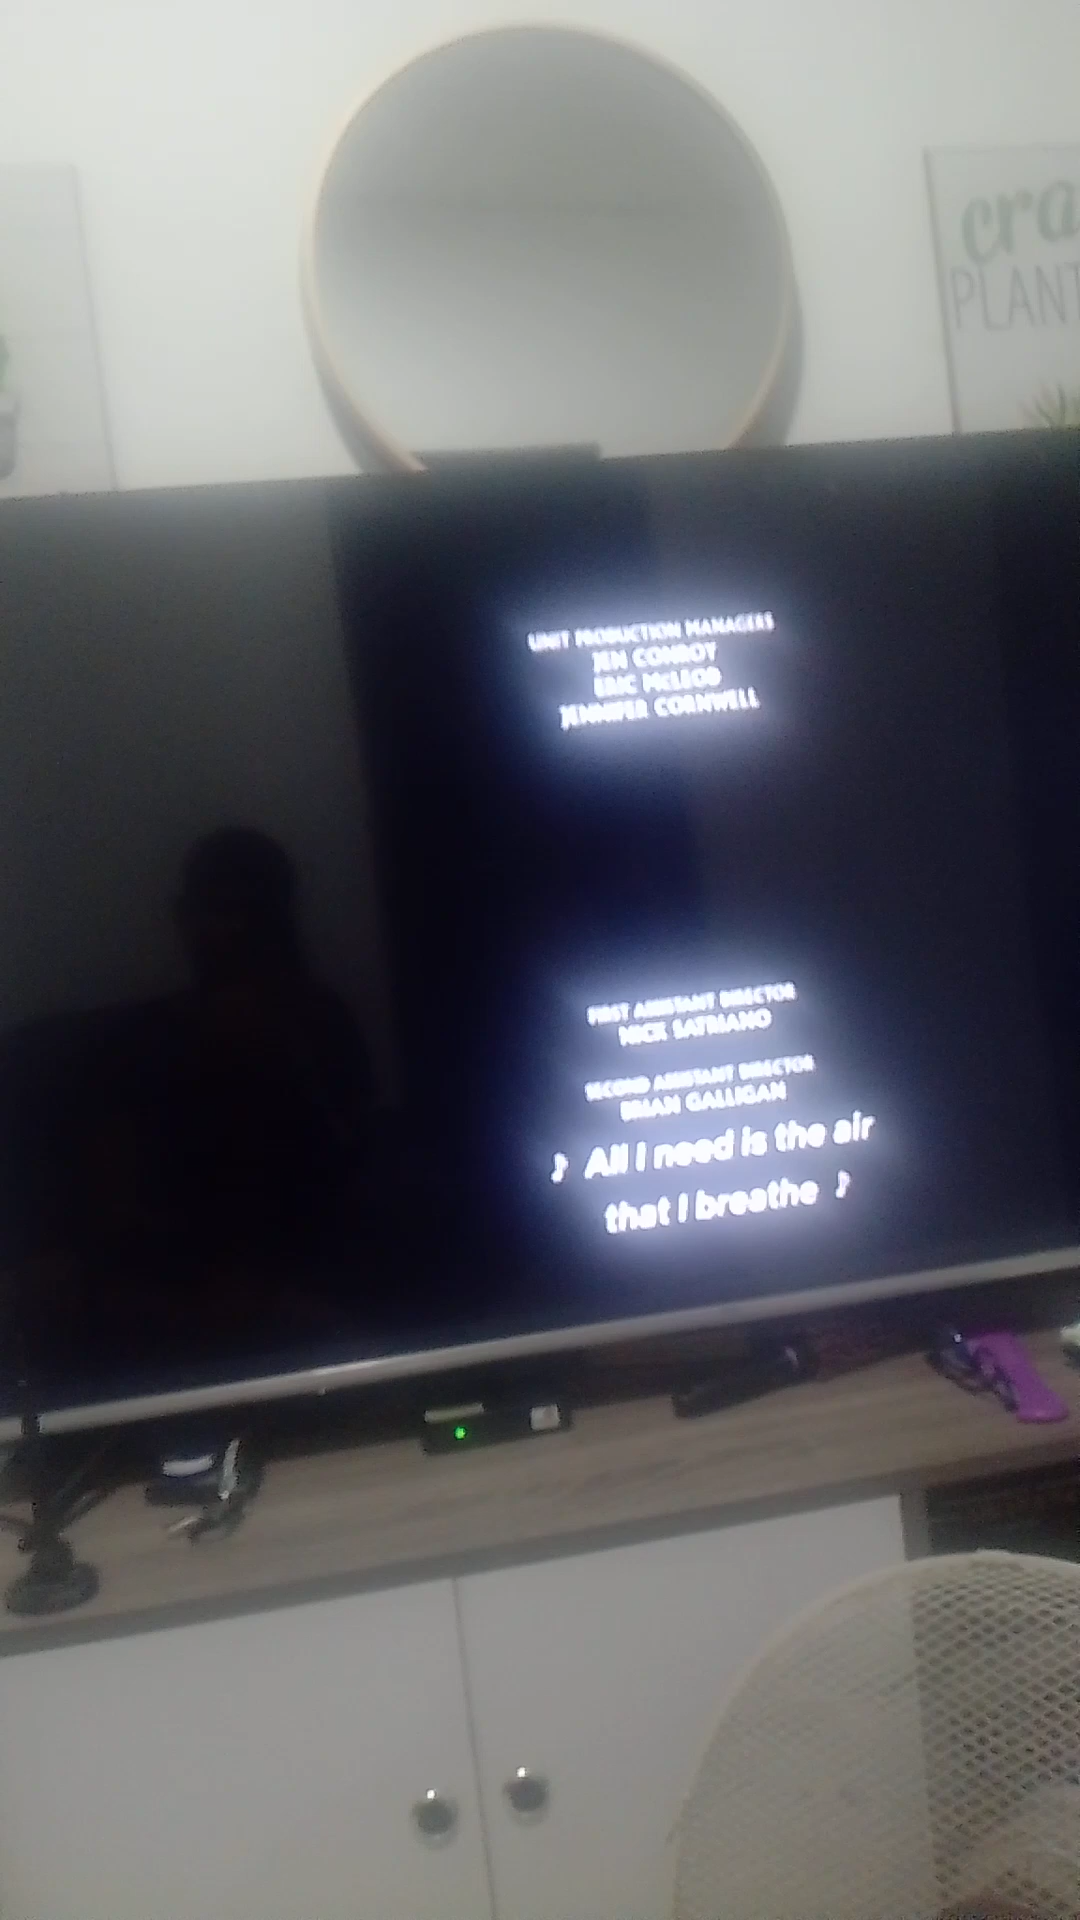 cra
PLANT
UNIT PRODUCTION MANAGERS
JEN CONROY
ERIC McLEOD
JENNIFER CORNWELL
FIRST ASSISTANT DIRECTOR
NICK SATRIANO
SECOND ASSISTANT DIRECTOR
BRIAN GALLIGAN
♪ All I need is the air
that I breathe ♪